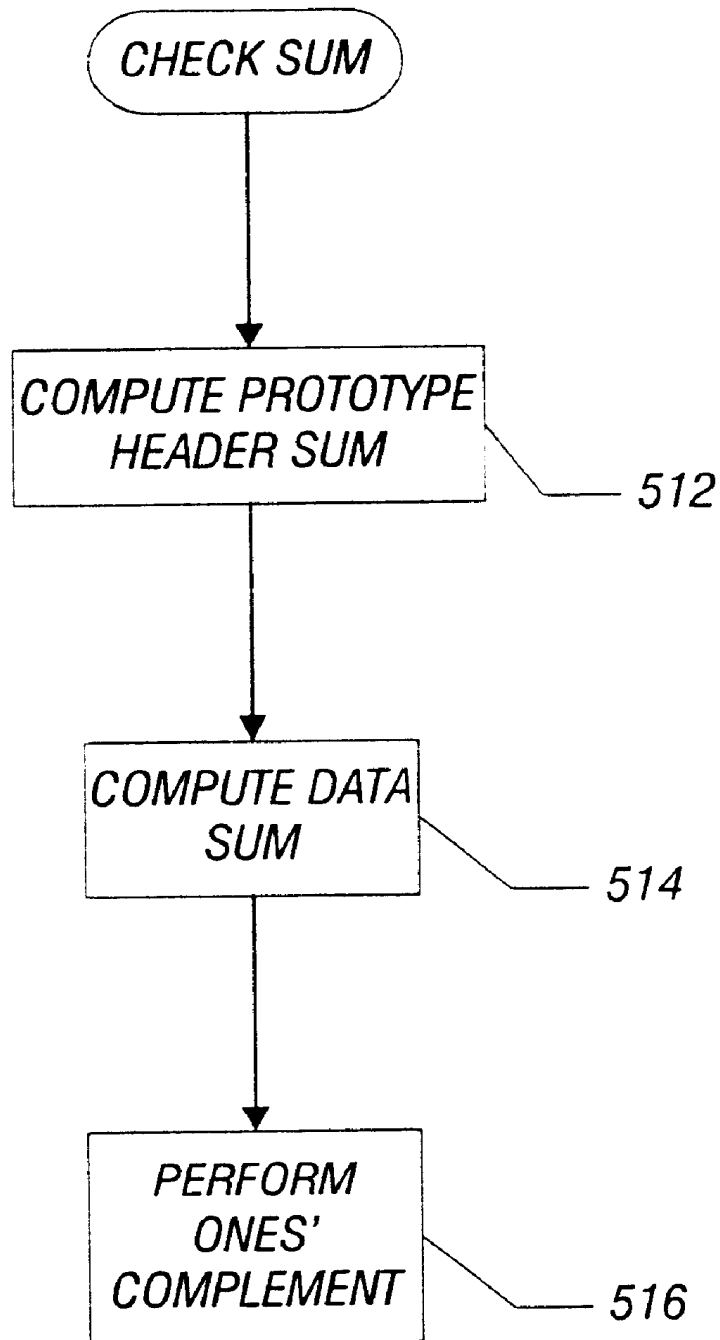 CHECK SUM
COMPUTE PROTOTYPE
HEADER SUM
512
COMPUTE DATA
SUM
514
PERFORM
ONES'
COMPLEMENT
516